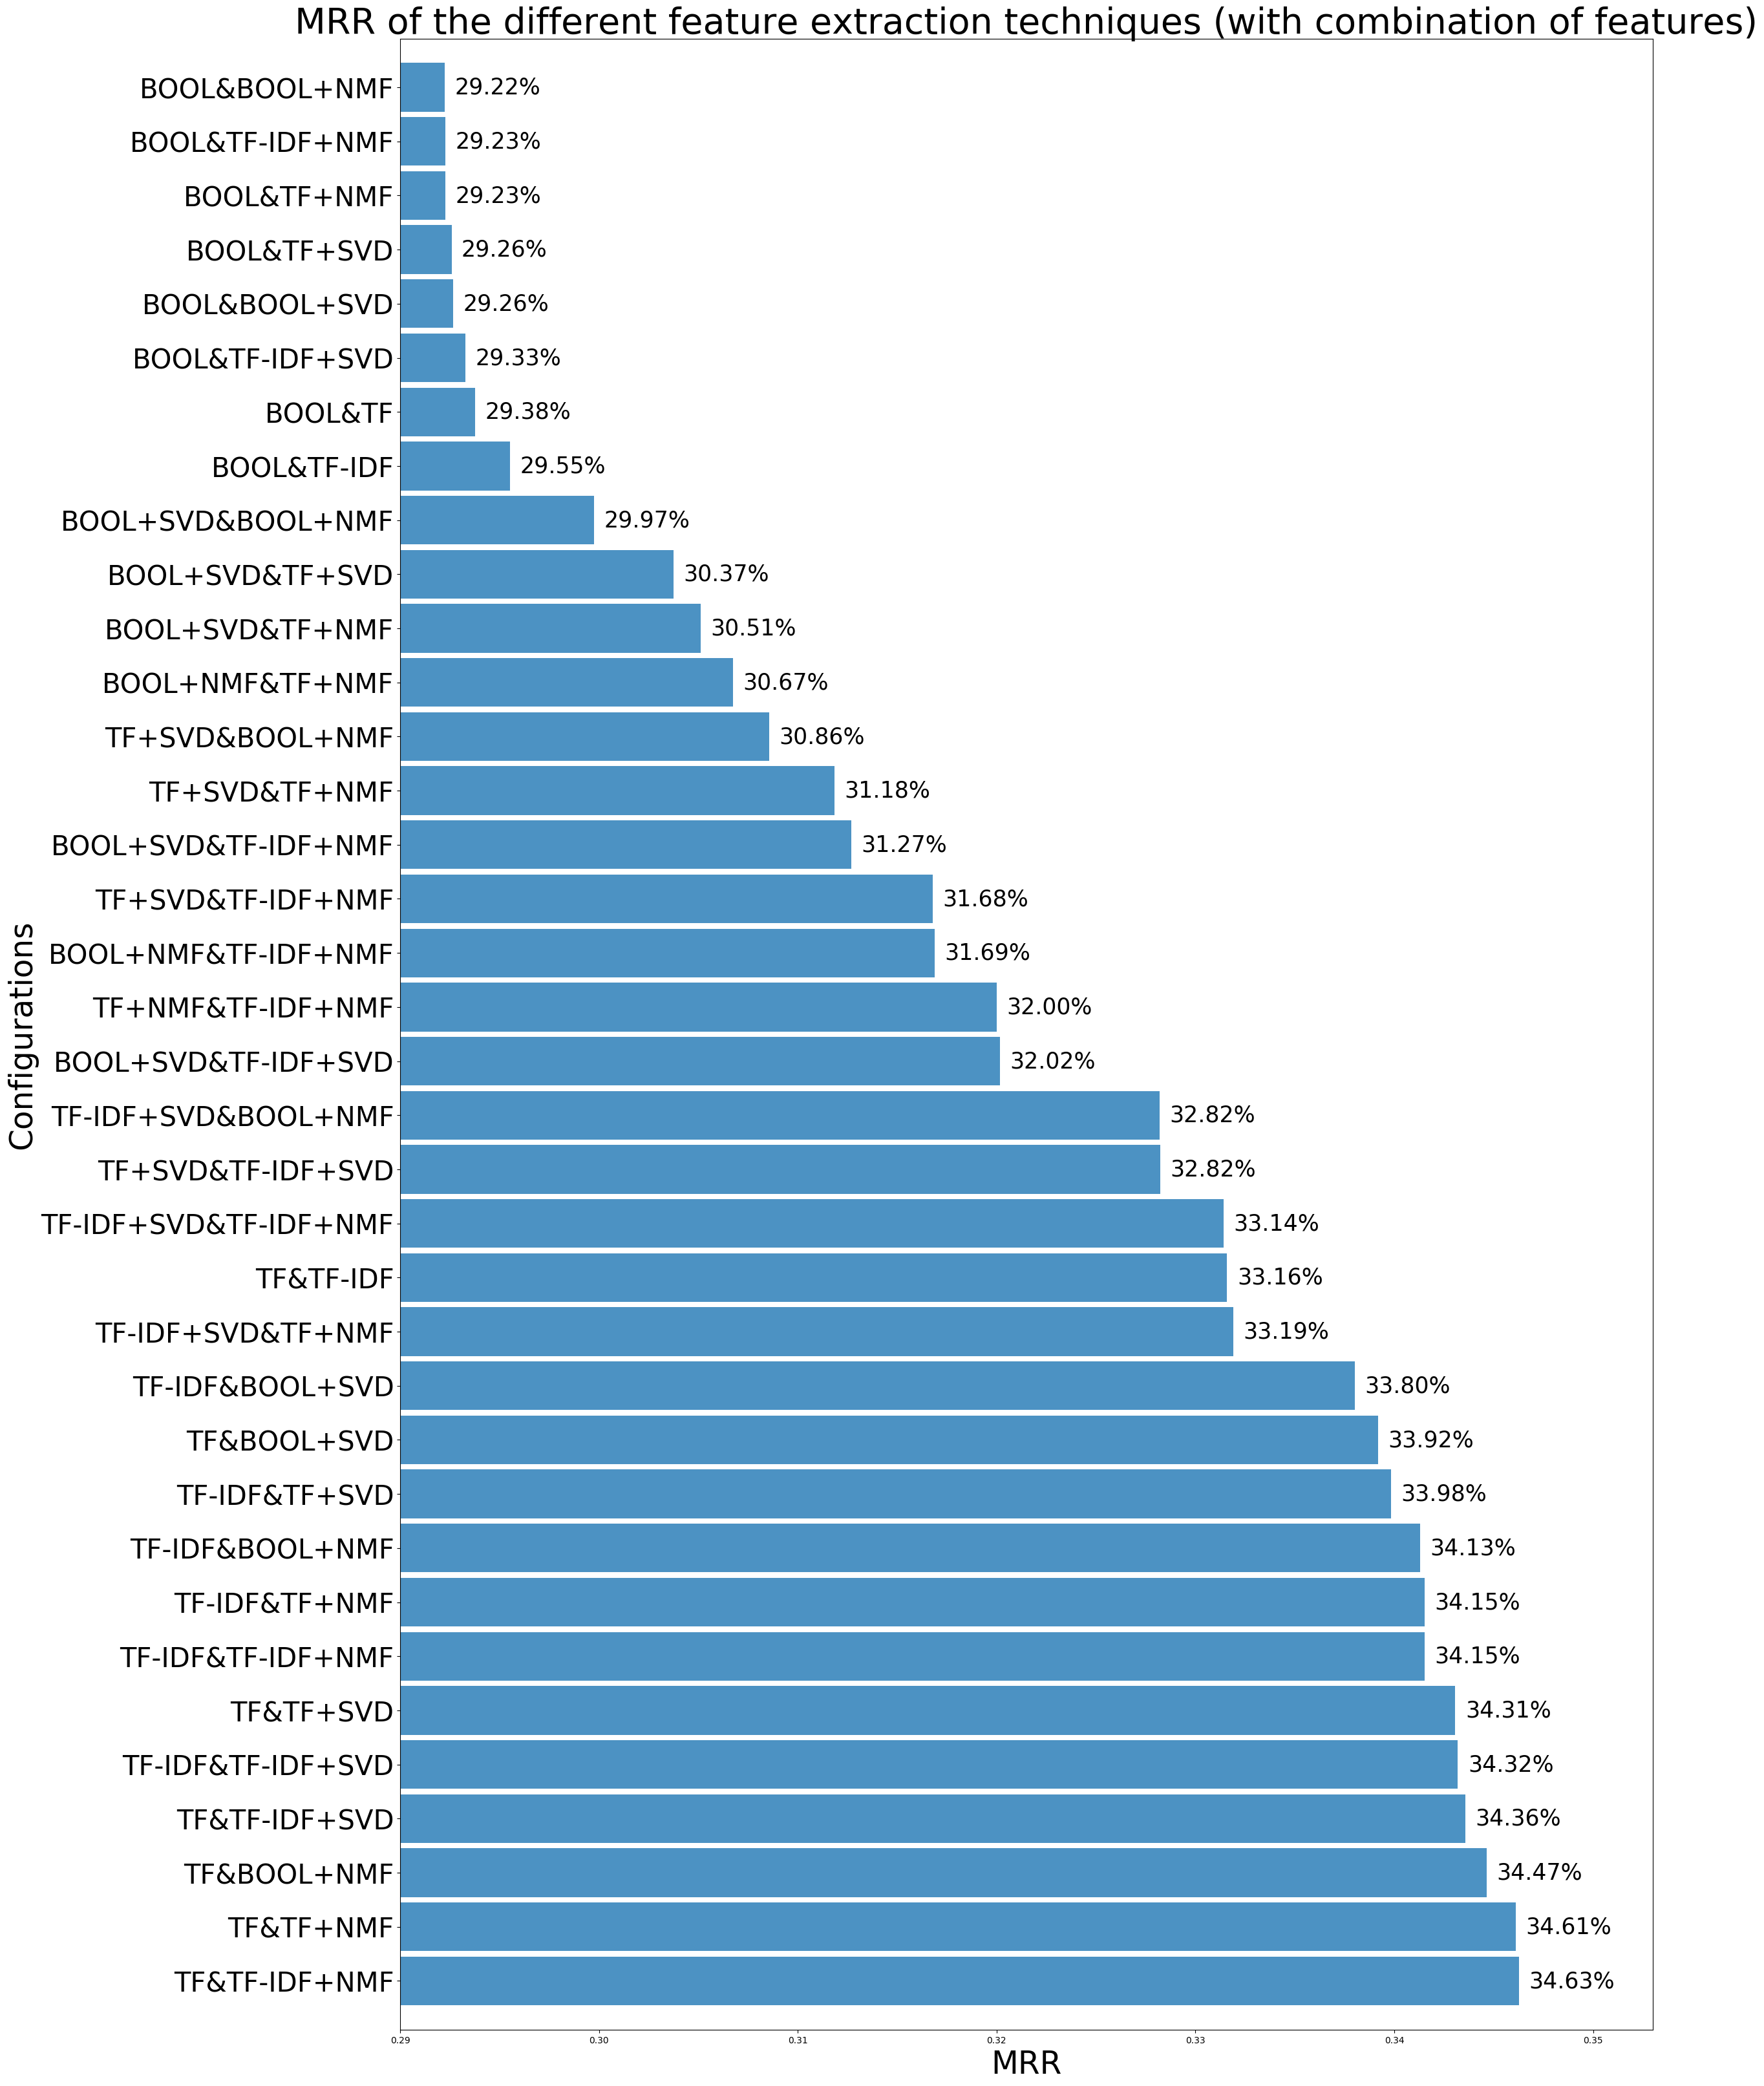 MRR of the different feature extraction techniques (with combination of features)
BOOL&BOOL+NMF 29.22%
BOOL&TF-IDF+NMF 29.23%
BOOL&TF+NMF 29.23%
BOOL&TF+SVD 29.26%
BOOL&BOOL+SVD 29.26%
BOOL&TF-IDF+SVD 29.33%
BOOL&TF 29.38%
BOOL&TF-IDF 29.55%
BOOL+SVD&BOOL+NMF 29.97%
BOOL+SVD&TF+SVD 30.37%
BOOL+SVD&TF+NMF 30.51%
BOOL+NMF&TF+NMF 30.67%
TF+SVD&BOOL+NMF 30.86%
TF+SVD&TF+NMF 31.18%
BOOL+SVD&TF-IDF+NMF 31.27%
TF+SVD&TF-IDF+NMF 31.68%
BOOL+NMF&TF-IDF+NMF 31.69%
TF+NMF&TF-IDF+NMF 32.00%
BOOL+SVD&TF-IDF+SVD 32.02%
TF-IDF+SVD&BOOL+NMF 32.82%
TF+SVD&TF-IDF+SVD 32.82%
TF-IDF+SVD&TF-IDF+NMF 33.14%
TF&TF-IDF 33.16%
TF-IDF+SVD&TF+NMF 33.19%
TF-IDF&BOOL+SVD 33.80%
TF&BOOL+SVD 33.92%
TF-IDF&TF+SVD 33.98%
TF-IDF&BOOL+NMF 34.13%
TF-IDF&TF+NMF 34.15%
TF-IDF&TF-IDF+NMF 34.15%
TF&TF+SVD 34.31%
TF-IDF&TF-IDF+SVD 34.32%
TF&TF-IDF+SVD 34.36%
TF&BOOL+NMF 34.47%
TF&TF+NMF 34.61%
TF&TF-IDF+NMF 34.63%
Configurations
0.29 0.30 0.31 0.32 0.33 0.34 0.35
MRR